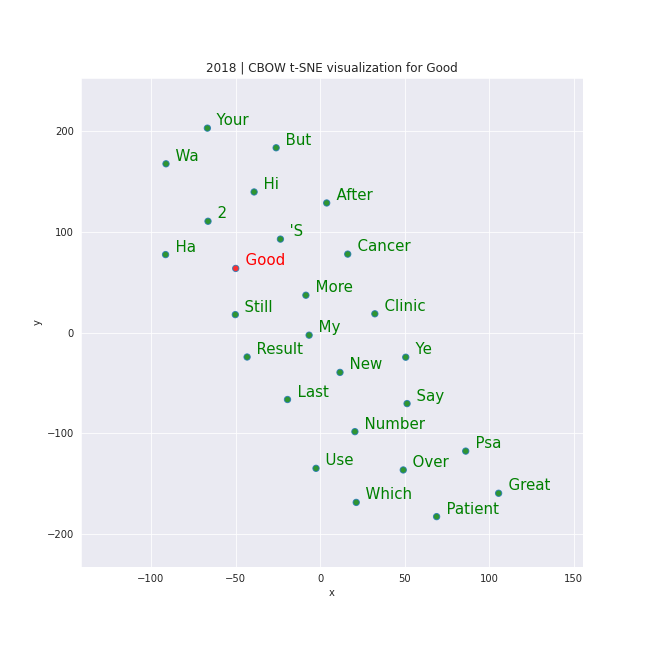 2018 | CBOW t-SNE visualization for Good
200
100
0
−100
−200
y
Your
But
Wa
Hi
After
2
'S
Ha
Cancer
Good
More
Still
Clinic
My
Result
Ye
New
Last
Say
Number
Psa
Use
Over
Great
Which
Patient
−100
−50
0
50
100
150
x